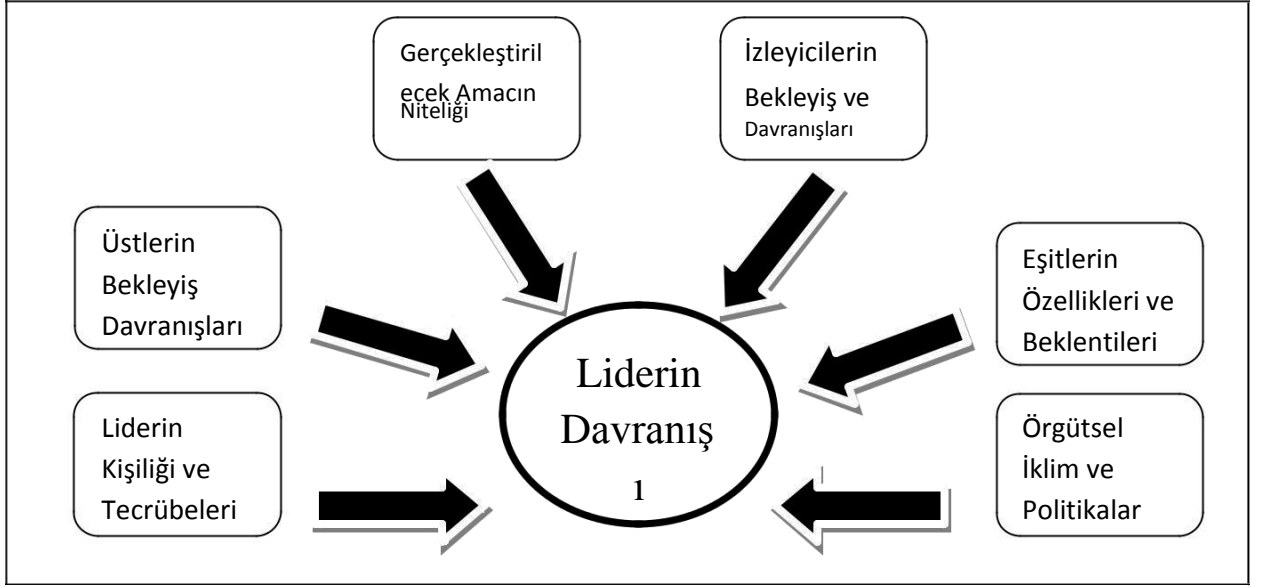 Gerçekleştiril
ecek Amacın
Niteliği
İzleyicilerin
Bekleyiş ve
Davranışları
Üstlerin
Bekleyiş
Davranışları
Eşitlerin
Özellikleri ve
Beklentileri
Liderin
Davranış
ı
Liderin
Kişiliği ve
Tecrübeleri
Örgütsel
İklim ve
Politikalar